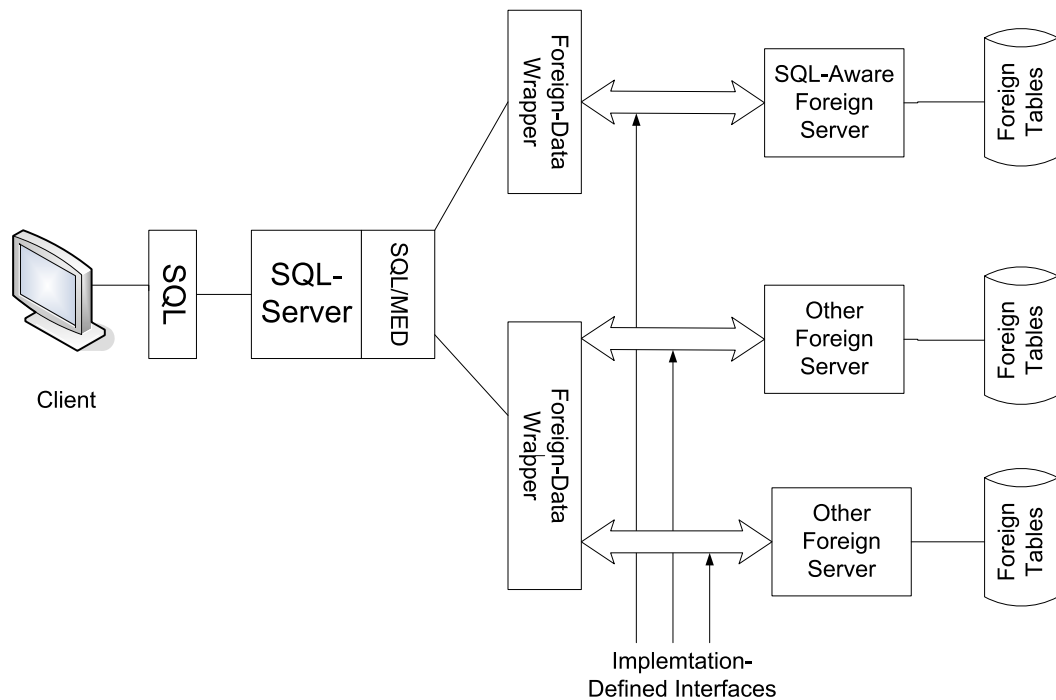 Client
SQL
SQL-
Server
SQL/MED
Foreign-Data
Wrapper
SQL-Aware
Foreign
Server
Foreign
Tables
Foreign-Data
Wrapper
Other
Foreign
Server
Foreign
Tables
Other
Foreign
Server
Foreign
Tables
Implemtation-
Defined Interfaces